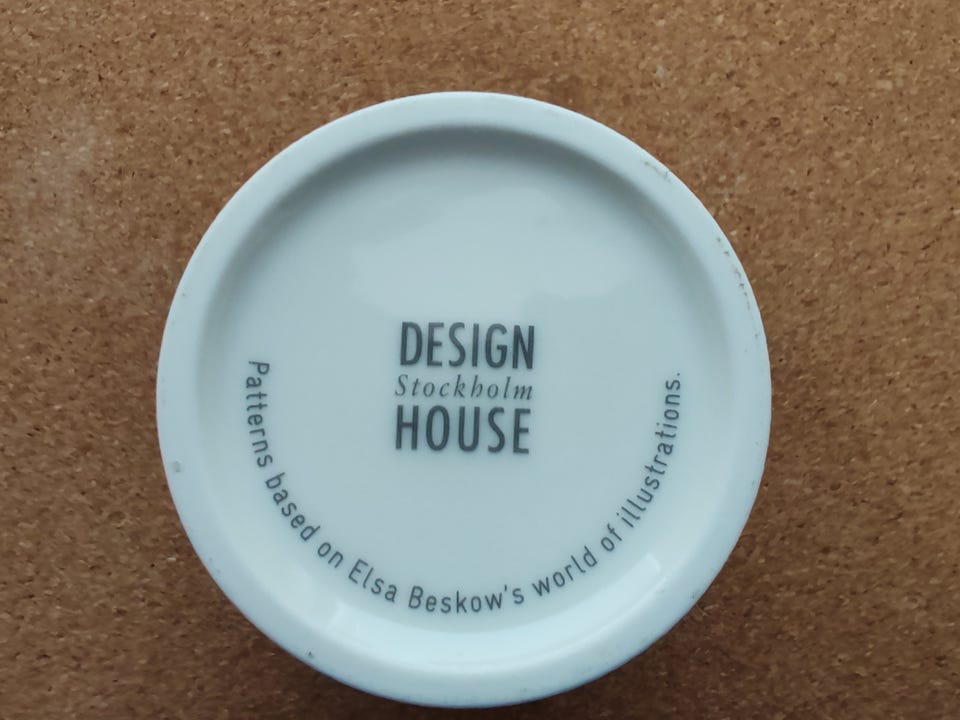 DESIGN
Stockholm
HOUSE
Patterns based on Elsa Beskow's world of illustrations.